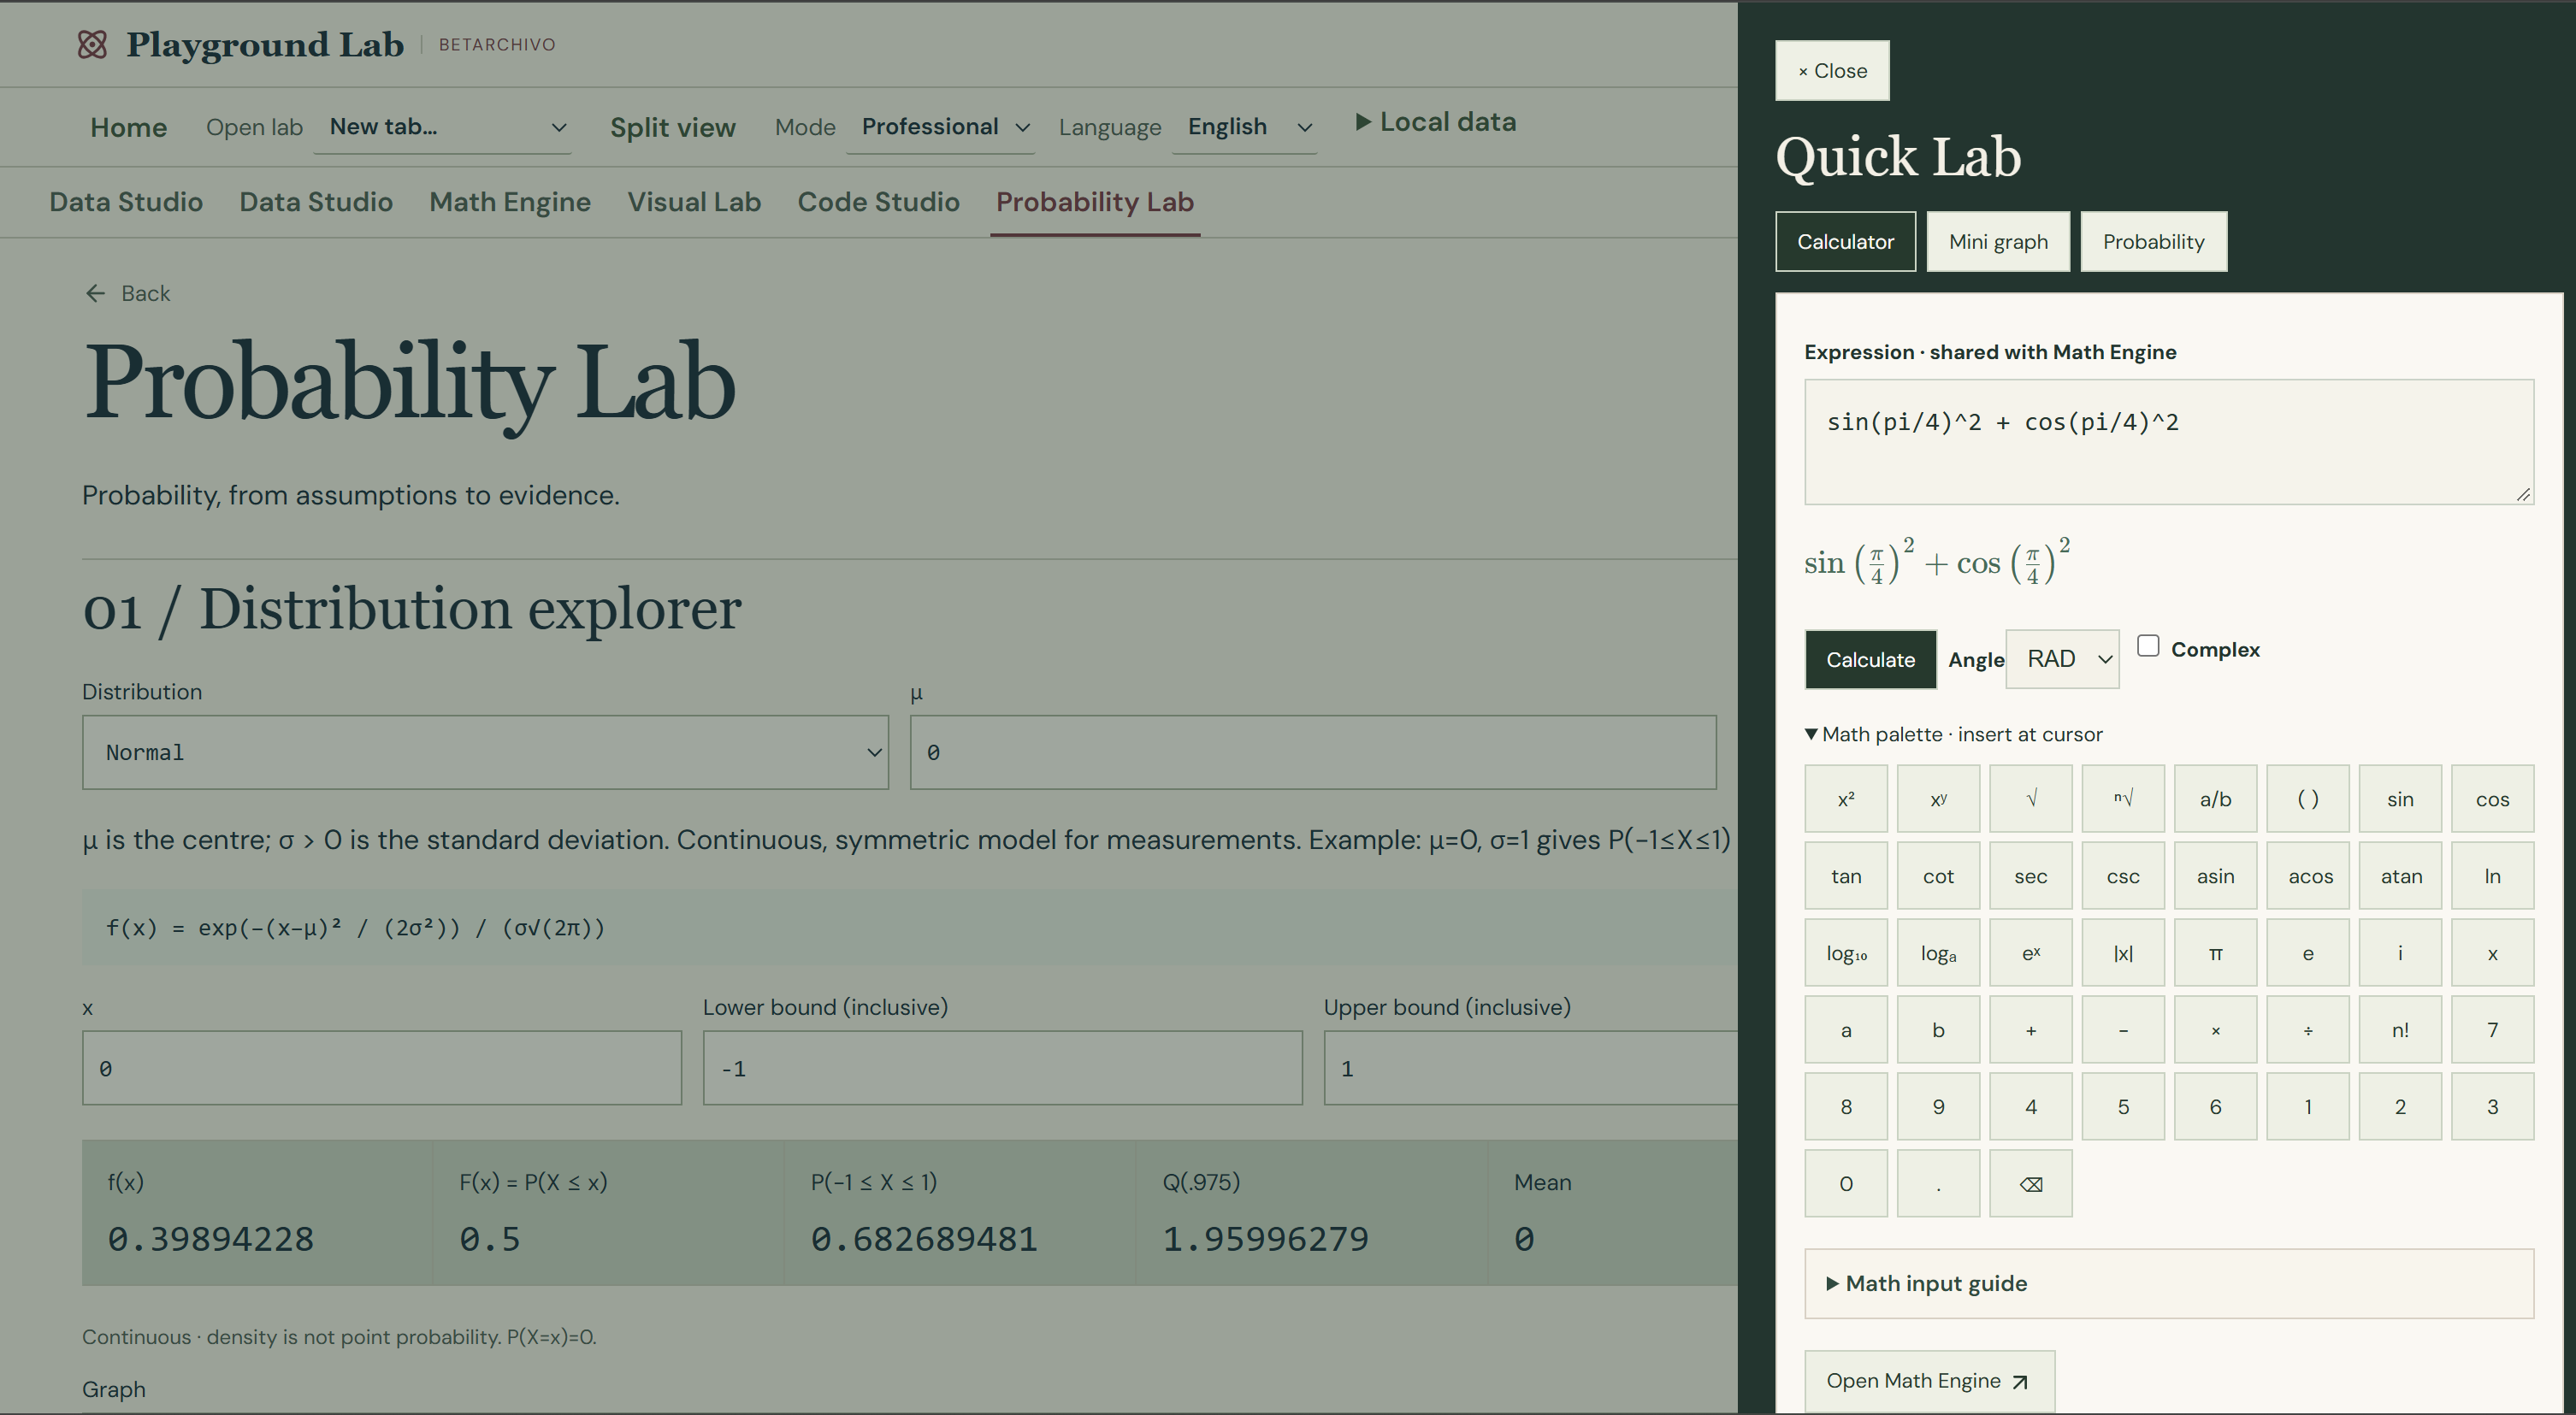 Playground Lab BETARCHIVO
Home Open lab New tab... Split view Mode Professional Language English ▶ Local data
Data Studio Data Studio Math Engine Visual Lab Code Studio Probability Lab
← Back
Probability Lab
Probability, from assumptions to evidence.
01 / Distribution explorer
Distribution μ
Normal 0
μ is the centre; σ > 0 is the standard deviation. Continuous, symmetric model for measurements. Example: μ=0, σ=1 gives P(−1≤X≤1)
f(x) = exp(−(x−μ)² / (2σ²)) / (σ√(2π))
x Lower bound (inclusive) Upper bound (inclusive)
0 -1 1
f(x) F(x) = P(X ≤ x) P(−1 ≤ X ≤ 1) Q(.975) Mean
0.39894228 0.5 0.682689481 1.95996279 0
Continuous · density is not point probability. P(X=x)=0.
Graph
× Close
Quick Lab
Calculator Mini graph Probability
Expression · shared with Math Engine
sin(pi/4)^2 + cos(pi/4)^2
sin (π/4)² + cos (π/4)²
Calculate Angle RAD Complex
▼ Math palette · insert at cursor
x² xʸ √ ⁿ√ a/b ( ) sin cos
tan cot sec csc asin acos atan ln
log₁₀ logₐ eˣ |x| π e i x
a b + − × ÷ n! 7
8 9 4 5 6 1 2 3
0 . ⌫
▶ Math input guide
Open Math Engine ↗